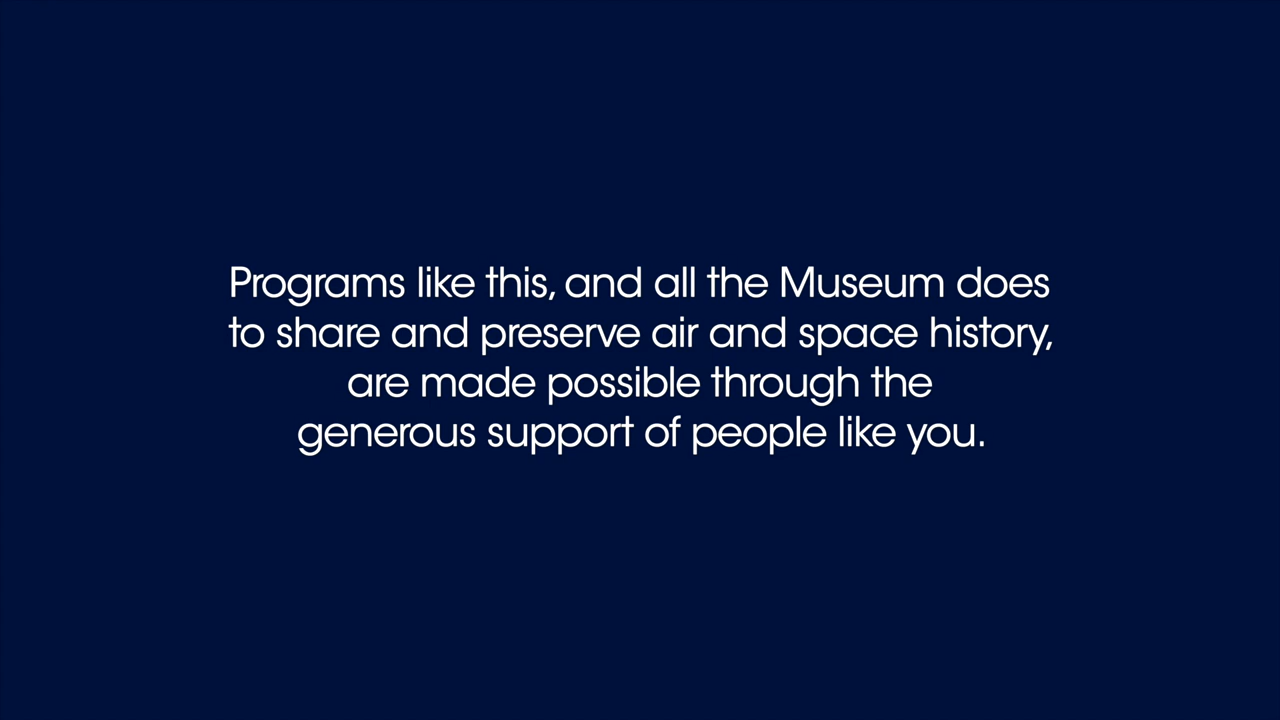 Programs like this, and all the Museum does
to share and preserve air and space history,
are made possible through the
generous support of people like you.